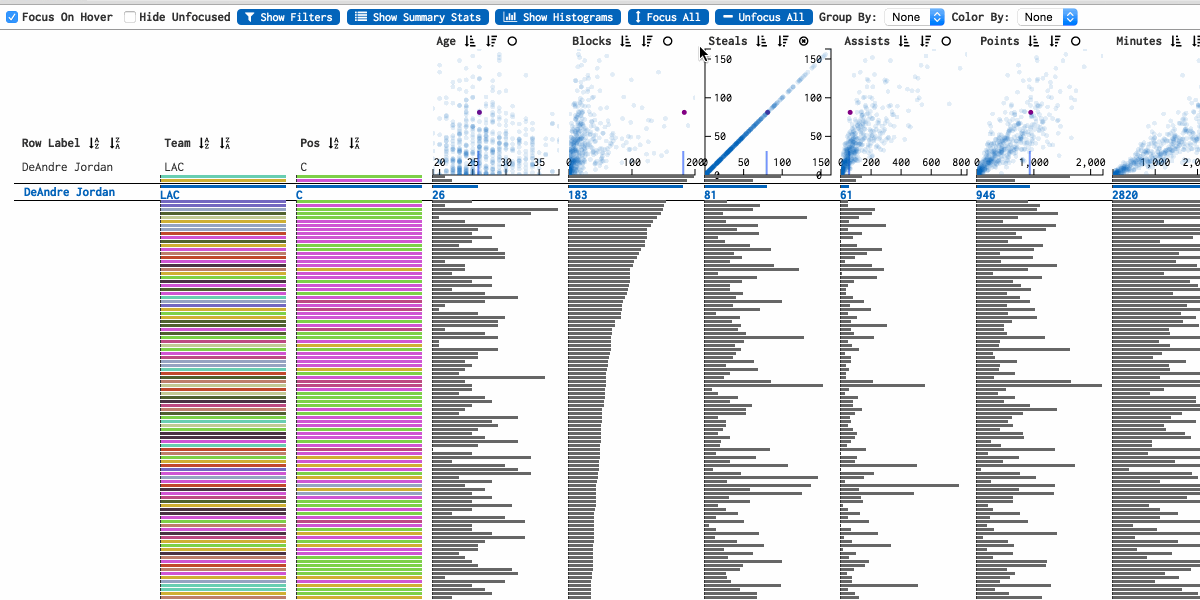 Focus On Hover Hide Unfocused Show Filters Show Summary Stats Show Histograms Focus All Unfocus All Group By: None Color By: None
Age Blocks Steals Assists Points Minutes
150 150
100 100
50 50
Row Label Team Pos
20 25 30 35 0 100 200 0 50 100 150 0 200 400 600 800 0 1,000 2,000 1,000
0 0
DeAndre Jordan LAC C
DeAndre Jordan LAC C 26 183 81 61 946 2820